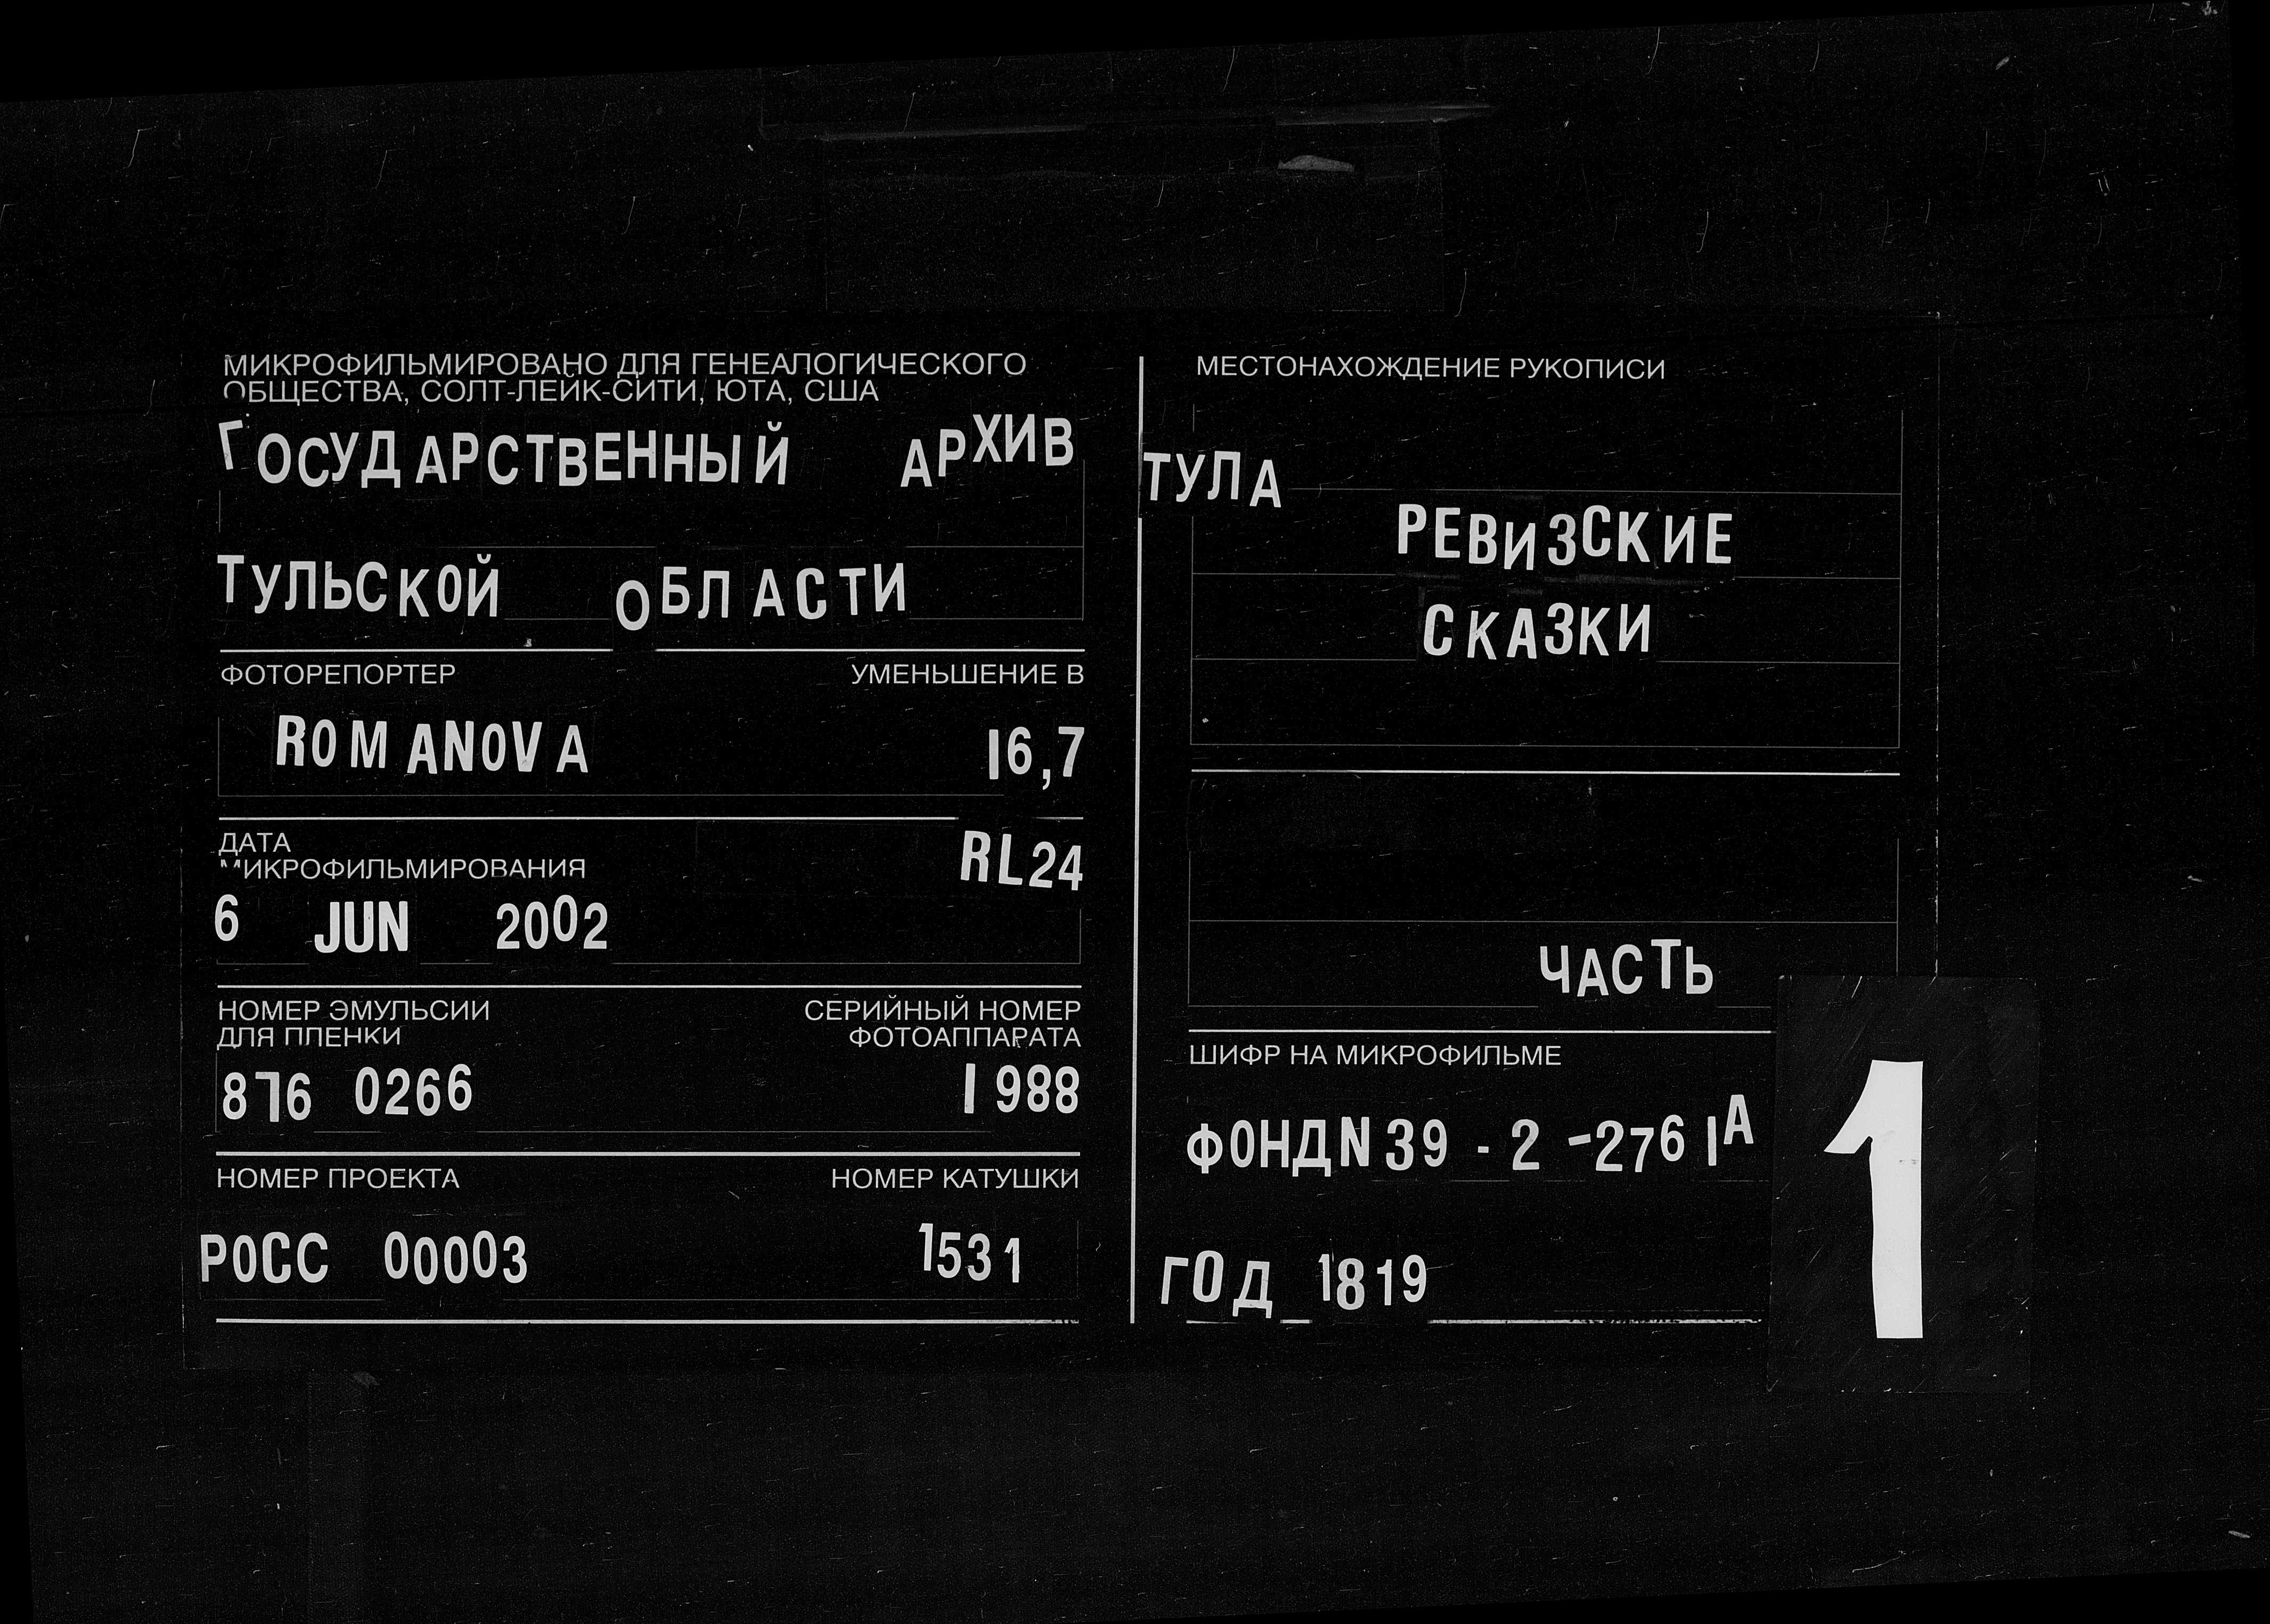 МИКРОФИЛЬМИРОВАНО ДЛЯ ГЕНЕАЛОГИЧЕСКОГО
ОБЩЕСТВА, СОЛТ-ЛЕЙК-СИТИ, ЮТА, США
ГОСУДАРСТВЕННЫЙ АРХИВ
ТУЛЬСКОЙ ОБЛАСТИ
ФОТОРЕПОРТЕР УМЕНЬШЕНИЕ В
ROMANOVA 16,7
ДАТА
МИКРОФИЛЬМИРОВАНИЯ RL24
6 JUN 2002
НОМЕР ЭМУЛЬСИИ СЕРИЙНЫЙ НОМЕР
ДЛЯ ПЛЕНКИ ФОТОАППАРАТА
876 0266 1988
НОМЕР ПРОЕКТА НОМЕР КАТУШКИ
РОСС 00003 1531
МЕСТОНАХОЖДЕНИЕ РУКОПИСИ
ТУЛА
РЕВИЗСКИЕ
СКАЗКИ
ЧАСТЬ
1
ШИФР НА МИКРОФИЛЬМЕ
ФОНД N 39 - 2 - 2761А
ГОД 1819